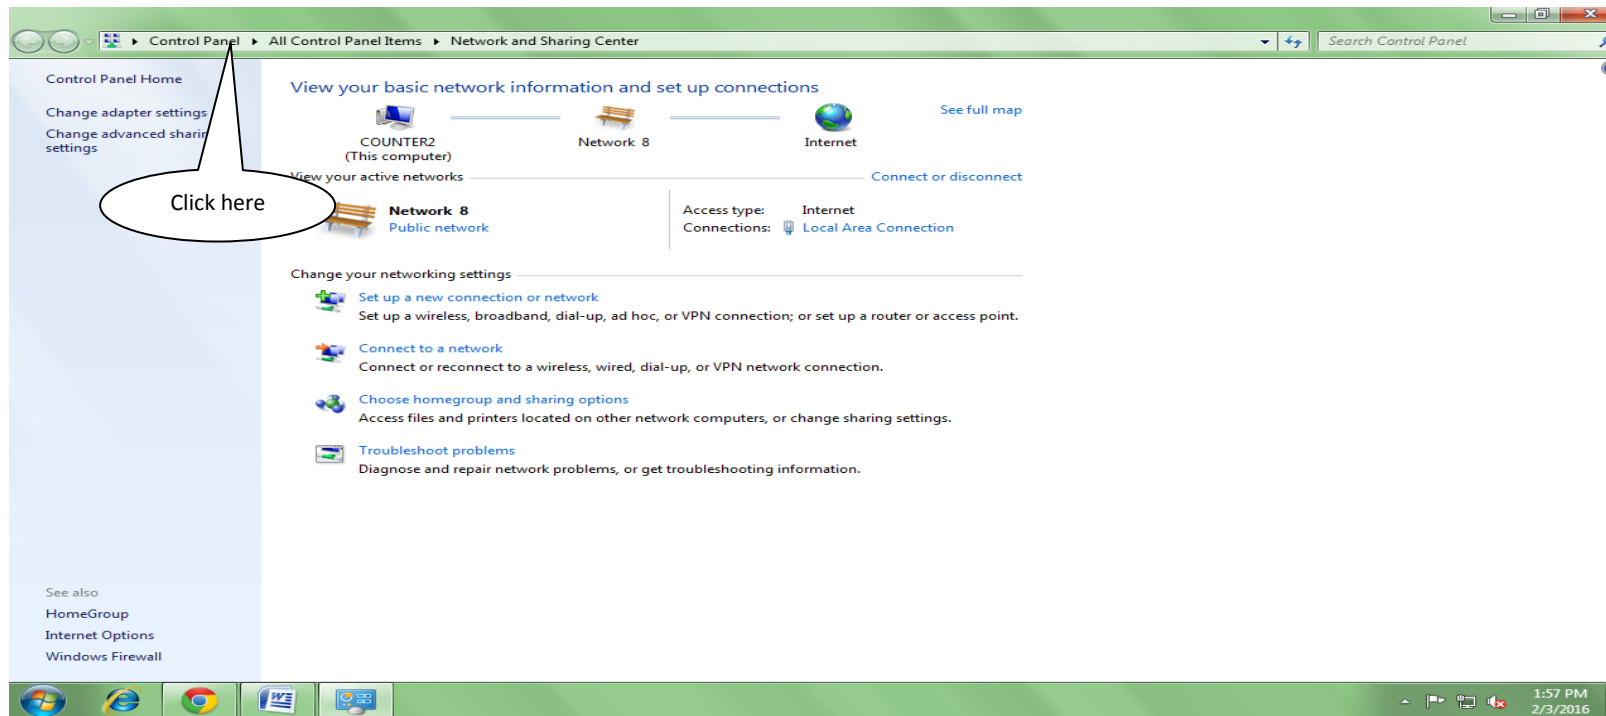 Control Panel ▸ All Control Panel Items ▸ Network and Sharing Center
Search Control Panel
Control Panel Home
Change adapter settings
Change advanced sharin
settings
Click here
View your basic network information and set up connections
COUNTER2
(This computer)
Network 8
Internet
See full map
View your active networks
Connect or disconnect
Network 8
Public network
Access type: Internet
Connections: Local Area Connection
Change your networking settings
Set up a new connection or network
Set up a wireless, broadband, dial-up, ad hoc, or VPN connection; or set up a router or access point.
Connect to a network
Connect or reconnect to a wireless, wired, dial-up, or VPN network connection.
Choose homegroup and sharing options
Access files and printers located on other network computers, or change sharing settings.
Troubleshoot problems
Diagnose and repair network problems, or get troubleshooting information.
See also
HomeGroup
Internet Options
Windows Firewall
1:57 PM
2/3/2016